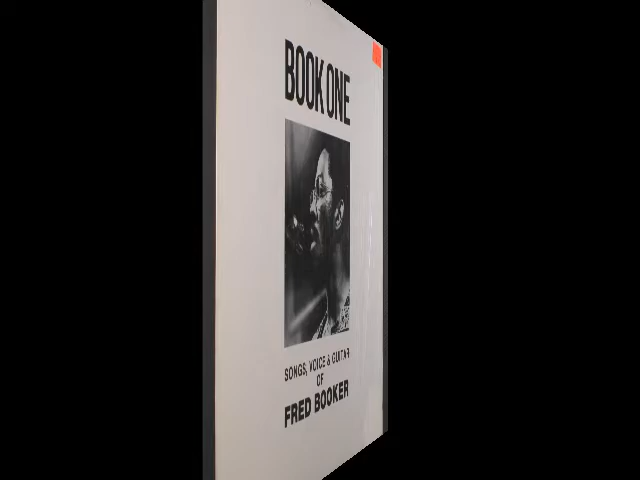 BOOK ONE
SONGS, VOICE & GUITAR
OF
FRED BOOKER